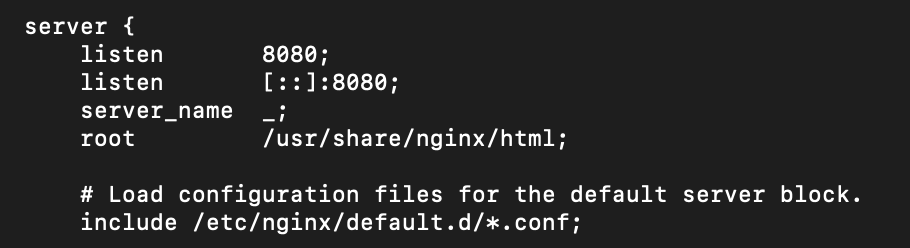 server {
    listen       8080;
    listen       [::]:8080;
    server_name  _;
    root         /usr/share/nginx/html;

    # Load configuration files for the default server block.
    include /etc/nginx/default.d/*.conf;